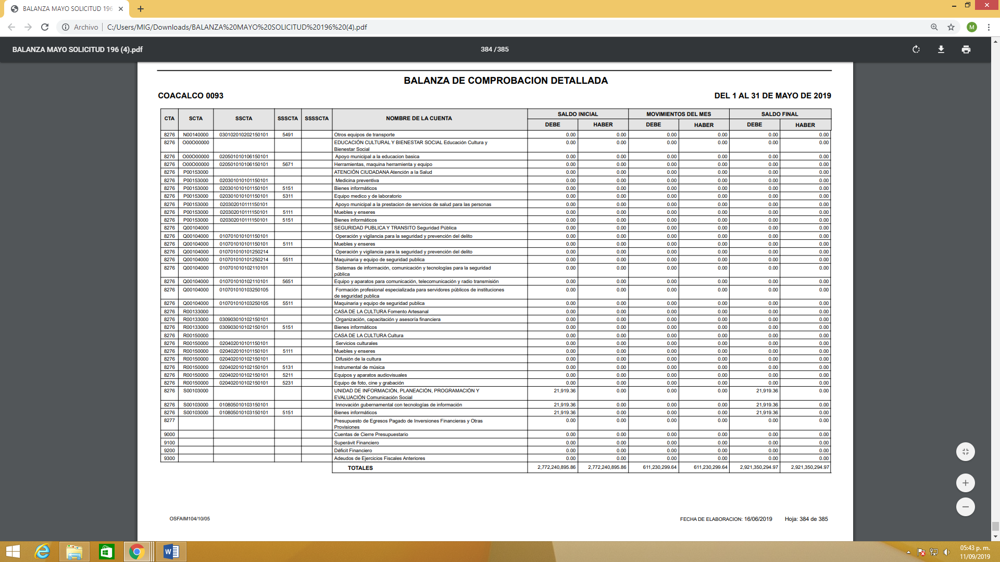 BALANZA MAYO SOLICITUD 196
Archivo | C:/Users/MIG/Downloads/BALANZA%20MAYO%20SOLICITUD%20196%20(4).pdf
M
BALANZA MAYO SOLICITUD 196 (4).pdf 384 / 385
BALANZA DE COMPROBACION DETALLADA
COACALCO 0093 DEL 1 AL 31 DE MAYO DE 2019
CTA SCTA SSCTA SSSCTA SSSSCTA NOMBRE DE LA CUENTA SALDO INICIAL MOVIMIENTOS DEL MES SALDO FINAL
DEBE HABER DEBE HABER DEBE HABER
8276 N00140000 030102010202150101 5491 Otros equipos de transporte 0.00 0.00 0.00 0.00 0.00 0.00
8276 O00O00000 EDUCACIÓN CULTURAL Y BIENESTAR SOCIAL Educación Cultura y 0.00 0.00 0.00 0.00 0.00 0.00
Bienestar Social
8276 O00O00000 020501010106150101 Apoyo municipal a la educacion basica 0.00 0.00 0.00 0.00 0.00 0.00
8276 O00O00000 020501010106150101 5671 Herramientas, maquina herramienta y equipo 0.00 0.00 0.00 0.00 0.00 0.00
8276 P00153000 ATENCIÓN CIUDADANA Atención a la Salud 0.00 0.00 0.00 0.00 0.00 0.00
8276 P00153000 020301010101150101 Medicina preventiva 0.00 0.00 0.00 0.00 0.00 0.00
8276 P00153000 020301010101150101 5151 Bienes informáticos 0.00 0.00 0.00 0.00 0.00 0.00
8276 P00153000 020301010101150101 5311 Equipo medico y de laboratorio 0.00 0.00 0.00 0.00 0.00 0.00
8276 P00153000 020302010111150101 Apoyo municipal a la prestacion de servicios de salud para las personas 0.00 0.00 0.00 0.00 0.00 0.00
8276 P00153000 020302010111150101 5111 Muebles y enseres 0.00 0.00 0.00 0.00 0.00 0.00
8276 P00153000 020302010111150101 5151 Bienes informáticos 0.00 0.00 0.00 0.00 0.00 0.00
8276 Q00104000 SEGURIDAD PUBLICA Y TRANSITO Seguridad Pública 0.00 0.00 0.00 0.00 0.00 0.00
8276 Q00104000 010701010101150101 Operación y vigilancia para la seguridad y prevención del delito 0.00 0.00 0.00 0.00 0.00 0.00
8276 Q00104000 010701010101150101 5111 Muebles y enseres 0.00 0.00 0.00 0.00 0.00 0.00
8276 Q00104000 010701010101250214 Operación y vigilancia para la seguridad y prevención del delito 0.00 0.00 0.00 0.00 0.00 0.00
8276 Q00104000 010701010101250214 5511 Maquinaria y equipo de seguridad publica 0.00 0.00 0.00 0.00 0.00 0.00
8276 Q00104000 010701010102110101 Sistemas de información, comunicación y tecnologías para la seguridad 0.00 0.00 0.00 0.00 0.00 0.00
pública
8276 Q00104000 010701010102110101 5651 Equipo y aparatos para comunicación, telecomunicación y radio transmisión 0.00 0.00 0.00 0.00 0.00 0.00
8276 Q00104000 010701010103250105 Formación profesional especializada para servidores públicos de instituciones 0.00 0.00 0.00 0.00 0.00 0.00
de seguridad publica
8276 Q00104000 010701010103250105 5511 Maquinaria y equipo de seguridad publica 0.00 0.00 0.00 0.00 0.00 0.00
8276 R00133000 CASA DE LA CULTURA Fomento Artesanal 0.00 0.00 0.00 0.00 0.00 0.00
8276 R00133000 030903010102150101 Organización, capacitación y asesoría financiera 0.00 0.00 0.00 0.00 0.00 0.00
8276 R00133000 030903010102150101 5151 Bienes informáticos 0.00 0.00 0.00 0.00 0.00 0.00
8276 R00150000 CASA DE LA CULTURA Cultura 0.00 0.00 0.00 0.00 0.00 0.00
8276 R00150000 020402010101150101 Servicios culturales 0.00 0.00 0.00 0.00 0.00 0.00
8276 R00150000 020402010101150101 5111 Muebles y enseres 0.00 0.00 0.00 0.00 0.00 0.00
8276 R00150000 020402010102150101 Difusión de la cultura 0.00 0.00 0.00 0.00 0.00 0.00
8276 R00150000 020402010102150101 5131 Instrumental de música 0.00 0.00 0.00 0.00 0.00 0.00
8276 R00150000 020402010102150101 5211 Equipos y aparatos audiovisuales 0.00 0.00 0.00 0.00 0.00 0.00
8276 R00150000 020402010102150101 5231 Equipo de foto, cine y grabación 0.00 0.00 0.00 0.00 0.00 0.00
8276 S00103000 UNIDAD DE INFORMACIÓN, PLANEACIÓN, PROGRAMACIÓN Y 21,919.36 0.00 0.00 0.00 21,919.36 0.00
EVALUACIÓN Comunicación Social
8276 S00103000 010805010103150101 Innovación gubernamental con tecnologías de información 21,919.36 0.00 0.00 0.00 21,919.36 0.00
8276 S00103000 010805010103150101 5151 Bienes informáticos 21,919.36 0.00 0.00 0.00 21,919.36 0.00
8277 Presupuesto de Egresos Pagado de Inversiones Financieras y Otras 0.00 0.00 0.00 0.00 0.00 0.00
Provisiones
9000 Cuentas de Cierre Presupuestario 0.00 0.00 0.00 0.00 0.00 0.00
9100 Superávit Financiero 0.00 0.00 0.00 0.00 0.00 0.00
9200 Déficit Financiero 0.00 0.00 0.00 0.00 0.00 0.00
9300 Adeudos de Ejercicios Fiscales Anteriores 0.00 0.00 0.00 0.00 0.00 0.00
TOTALES 2,772,240,895.86 2,772,240,895.86 611,230,299.64 611,230,299.64 2,921,350,294.97 2,921,350,294.97
OSFAIM104/10/05 FECHA DE ELABORACION: 16/06/2019 Hoja: 384 de 385
05:43 p. m.
11/09/2019